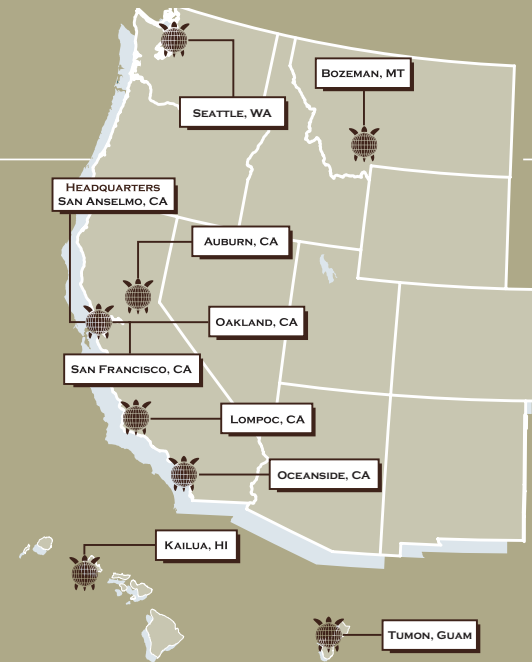 Bozeman, MT
Seattle, WA
Headquarters
San Anselmo, CA
Auburn, CA
Oakland, CA
San Francisco, CA
Lompoc, CA
Oceanside, CA
Kailua, HI
Tumon, Guam